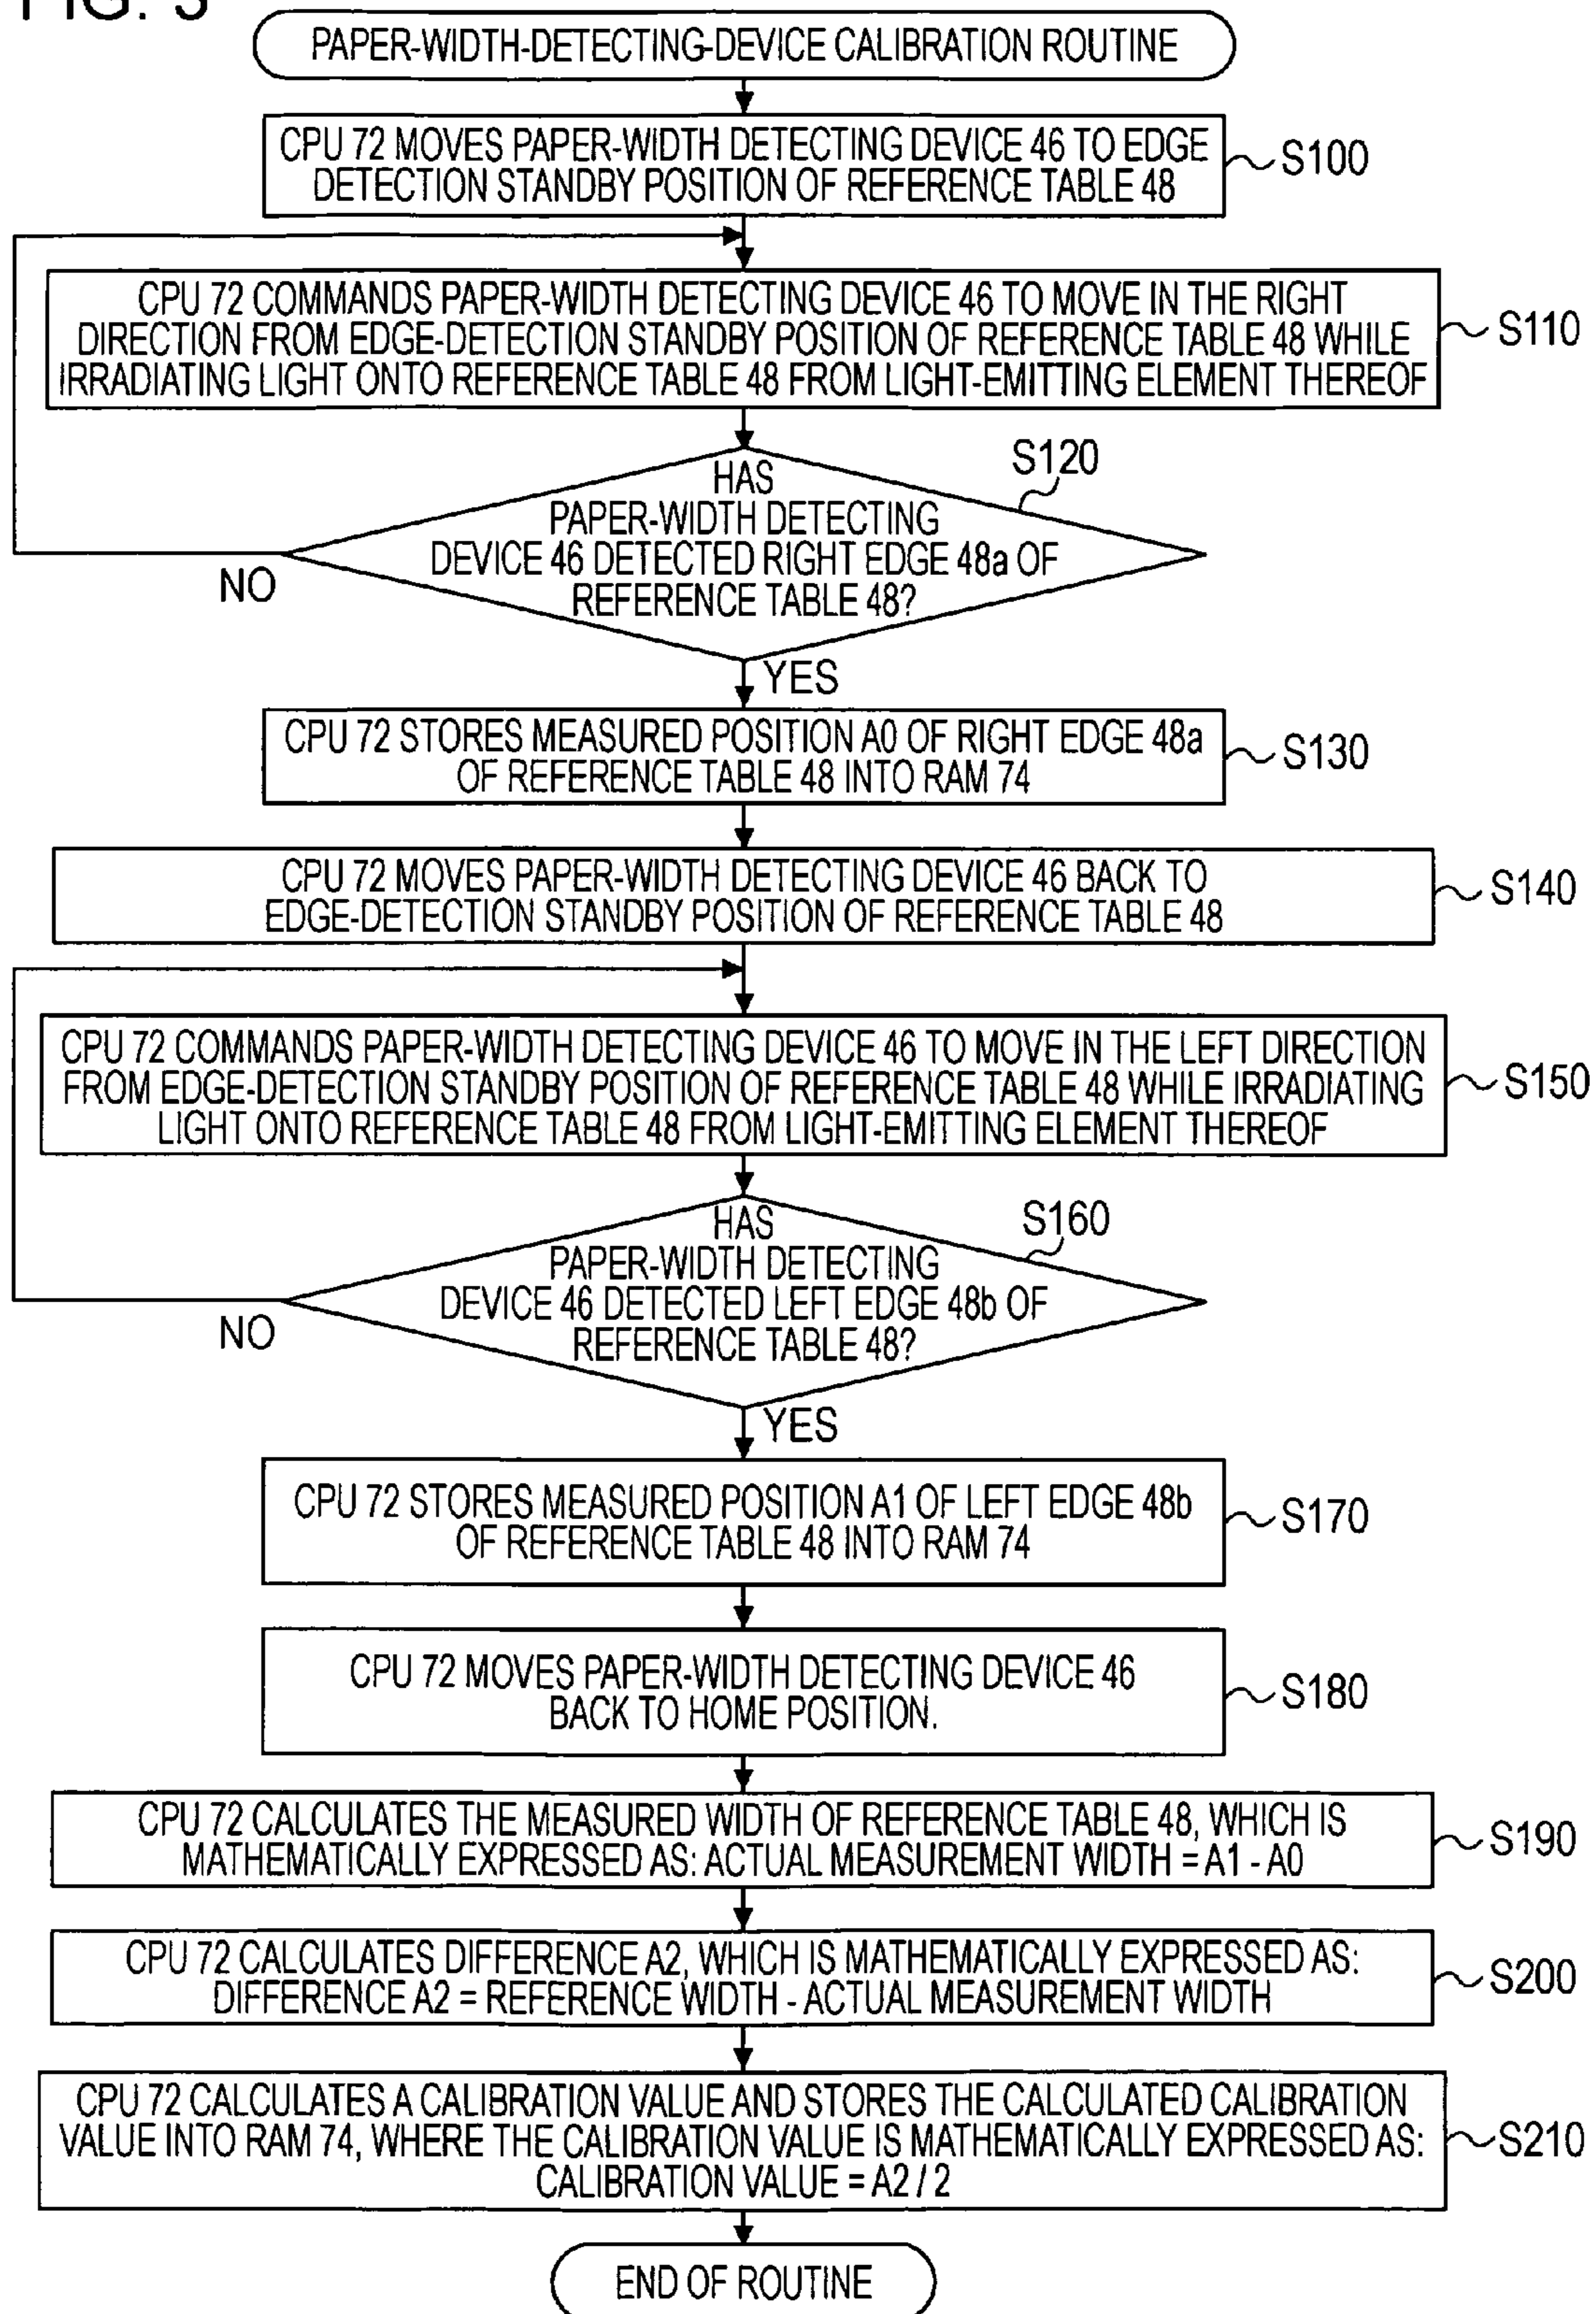 FIG. 5
PAPER-WIDTH-DETECTING-DEVICE CALIBRATION ROUTINE
CPU 72 MOVES PAPER-WIDTH DETECTING DEVICE 46 TO EDGE
DETECTION STANDBY POSITION OF REFERENCE TABLE 48
S100
CPU 72 COMMANDS PAPER-WIDTH DETECTING DEVICE 46 TO MOVE IN THE RIGHT
DIRECTION FROM EDGE-DETECTION STANDBY POSITION OF REFERENCE TABLE 48 WHILE
IRRADIATING LIGHT ONTO REFERENCE TABLE 48 FROM LIGHT-EMITTING ELEMENT THEREOF
S110
S120
HAS
PAPER-WIDTH DETECTING
DEVICE 46 DETECTED RIGHT EDGE 48a OF
REFERENCE TABLE 48?
NO
YES
CPU 72 STORES MEASURED POSITION A0 OF RIGHT EDGE 48a
OF REFERENCE TABLE 48 INTO RAM 74
S130
CPU 72 MOVES PAPER-WIDTH DETECTING DEVICE 46 BACK TO
EDGE-DETECTION STANDBY POSITION OF REFERENCE TABLE 48
S140
CPU 72 COMMANDS PAPER-WIDTH DETECTING DEVICE 46 TO MOVE IN THE LEFT DIRECTION
FROM EDGE-DETECTION STANDBY POSITION OF REFERENCE TABLE 48 WHILE IRRADIATING
LIGHT ONTO REFERENCE TABLE 48 FROM LIGHT-EMITTING ELEMENT THEREOF
S150
S160
HAS
PAPER-WIDTH DETECTING
DEVICE 46 DETECTED LEFT EDGE 48b OF
REFERENCE TABLE 48?
NO
YES
CPU 72 STORES MEASURED POSITION A1 OF LEFT EDGE 48b
OF REFERENCE TABLE 48 INTO RAM 74
S170
CPU 72 MOVES PAPER-WIDTH DETECTING DEVICE 46
BACK TO HOME POSITION.
S180
CPU 72 CALCULATES THE MEASURED WIDTH OF REFERENCE TABLE 48, WHICH IS
MATHEMATICALLY EXPRESSED AS: ACTUAL MEASUREMENT WIDTH = A1 - A0
S190
CPU 72 CALCULATES DIFFERENCE A2, WHICH IS MATHEMATICALLY EXPRESSED AS:
DIFFERENCE A2 = REFERENCE WIDTH - ACTUAL MEASUREMENT WIDTH
S200
CPU 72 CALCULATES A CALIBRATION VALUE AND STORES THE CALCULATED CALIBRATION
VALUE INTO RAM 74, WHERE THE CALIBRATION VALUE IS MATHEMATICALLY EXPRESSED AS:
CALIBRATION VALUE = A2 / 2
S210
END OF ROUTINE